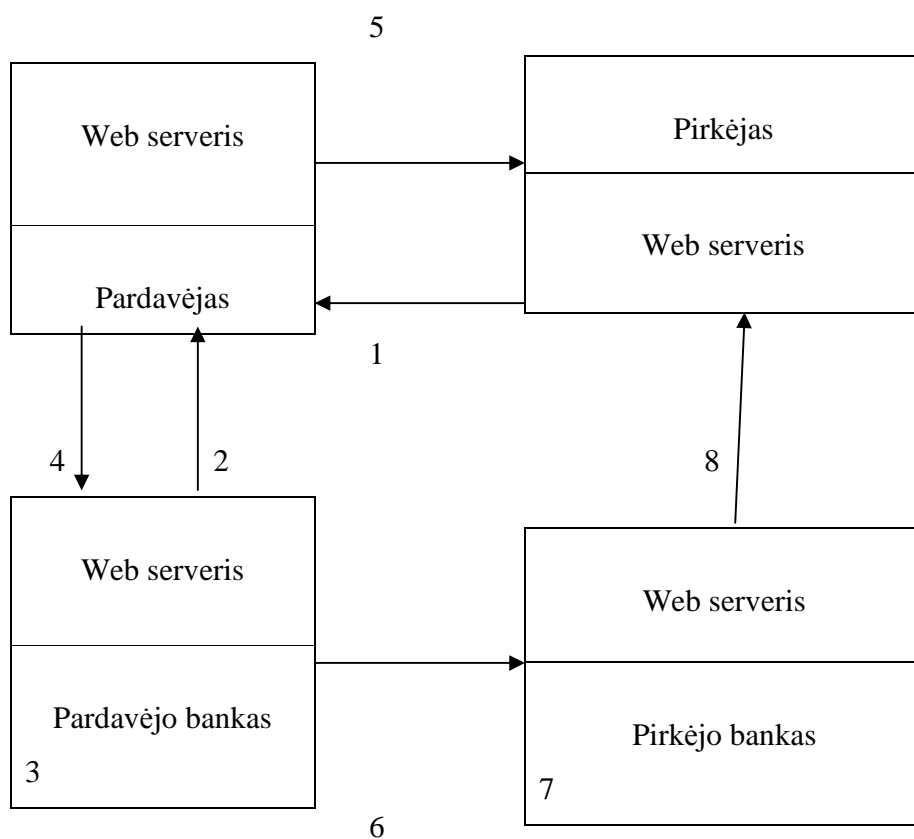 5
Web serveris
Pirkėjas
Web serveris
Pardavėjas
1
4
2
8
Web serveris
Web serveris
Pardavėjo bankas
Pirkėjo bankas
3
7
6